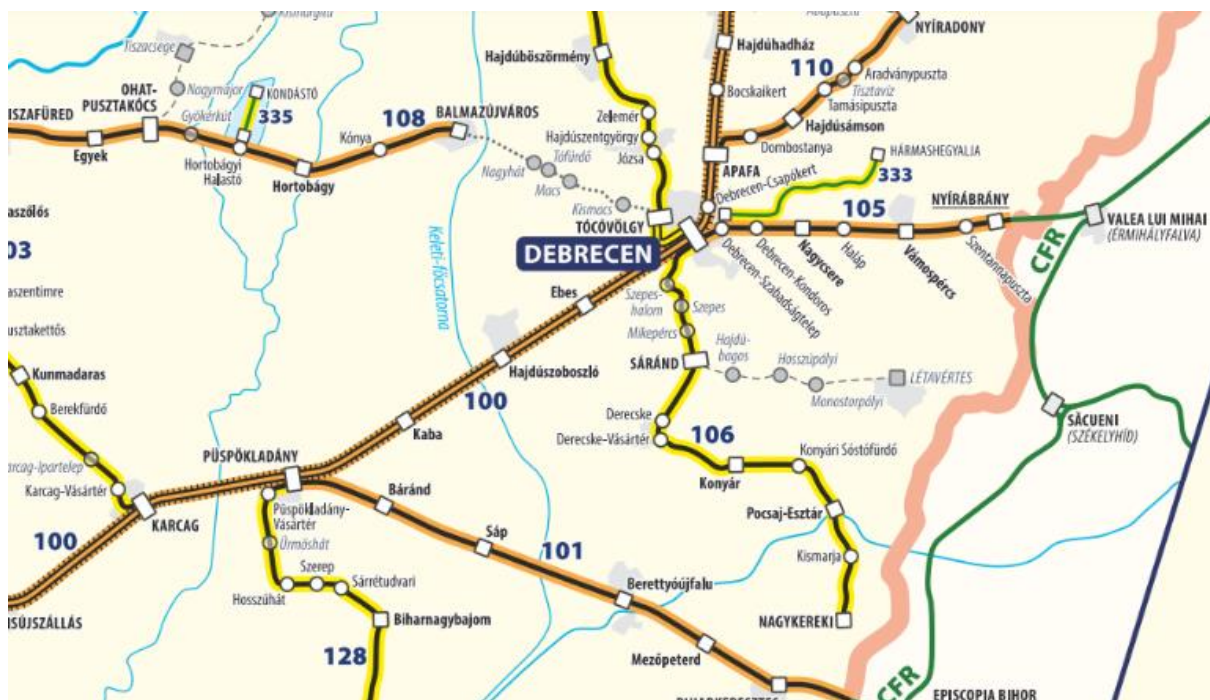 Kismargita
Tiszacsege
Nagymajor
OHAT-
PUSZTAKÓCS
ISZAFÜRED
Gyökérkút
KONDÁSTÓ
335
Egyek
Hortobágyi
Halastó
Hortobágy
Kónya
108
BALMAZÚJVÁROS
Nagyhát
Macs
Tófürdő
Kismacs
Hajdúböszörmény
Zelemér
Hajdúszentgyörgy
Józsa
TÓCÓVÖLGY
DEBRECEN
Hajdúhadház
Bocskaikert
APAFA
Debrecen-Csapókert
NYÍRADONY
110
Aradványpuszta
Tisztavíz
Tamásipuszta
Hajdúsámson
Dombostanya
HÁRMASHEGYALJA
333
105
NYÍRÁBRÁNY
Debrecen-Szabadságtelep
Debrecen-Kondoros
Nagycsere
Haláp
Vámospércs
Szentannapuszta
CFR
VALEA LUI MIHAI
(ÉRMIHÁLYFALVA)
aszőlős
03
aszentimre
usztakettős
Kunmadaras
Berekfürdő
arcag-Ipartelep
Karcag-Vásártér
KARCAG
100
ISÚJSZÁLLÁS
Keleti-főcsatorna
Ebes
Hajdúszoboszló
100
Kaba
PÜSPÖKLADÁNY
Püspökladány-
Vásártér
Ürmöshát
Szerep
Hosszúhát
Sárrétudvari
Biharnagybajom
128
Báránd
Sáp
101
Berettyóújfalu
Mezőpeterd
Szepes-
halom
Szepes
Mikepércs
SÁRÁND
Hajdú-
bagos
Hosszúpályi
Monostorpályi
LÉTAVÉRTES
Derecske
Derecske-Vásártér
106
Konyár
Konyári Sóstófürdő
Pocsaj-Esztár
Kismarja
NAGYKEREKI
SĂCUENI
(SZÉKELYHÍD)
CFR
EPISCOPIA BIHOR